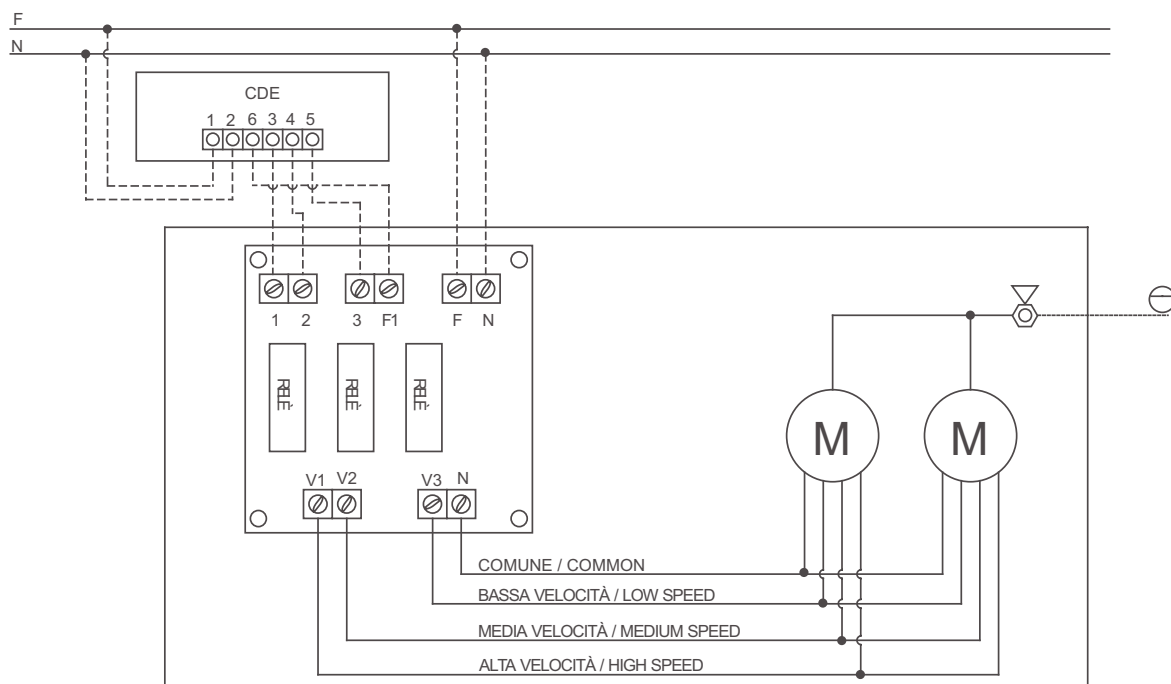 F
N
CDE
1 2 6 3 4 5
1 2 3 F1 F N
RELÈ RELÈ RELÈ
M M
V1 V2 V3 N
COMUNE / COMMON
BASSA VELOCITÀ / LOW SPEED
MEDIA VELOCITÀ / MEDIUM SPEED
ALTA VELOCITÀ / HIGH SPEED